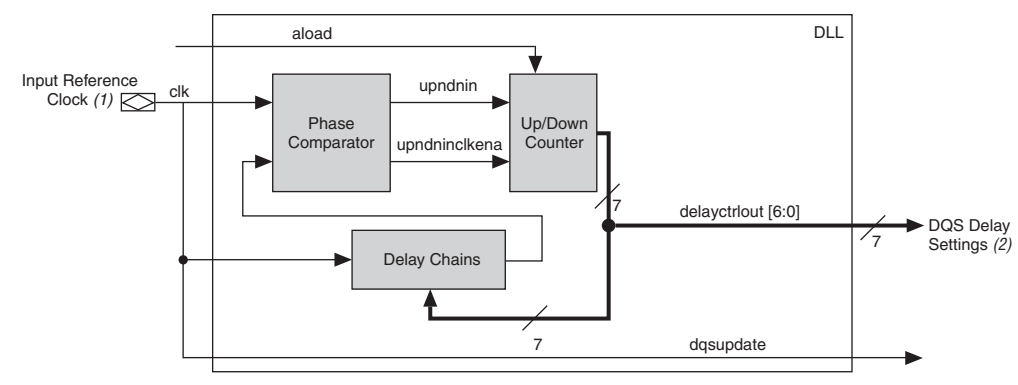 DLL
aload
Input Reference
Clock (1)
clk
upndnin
Phase
Comparator
Up/Down
Counter
upndninclkena
7
delayctrlout [6:0]
7
DQS Delay
Settings (2)
Delay Chains
7
dqsupdate